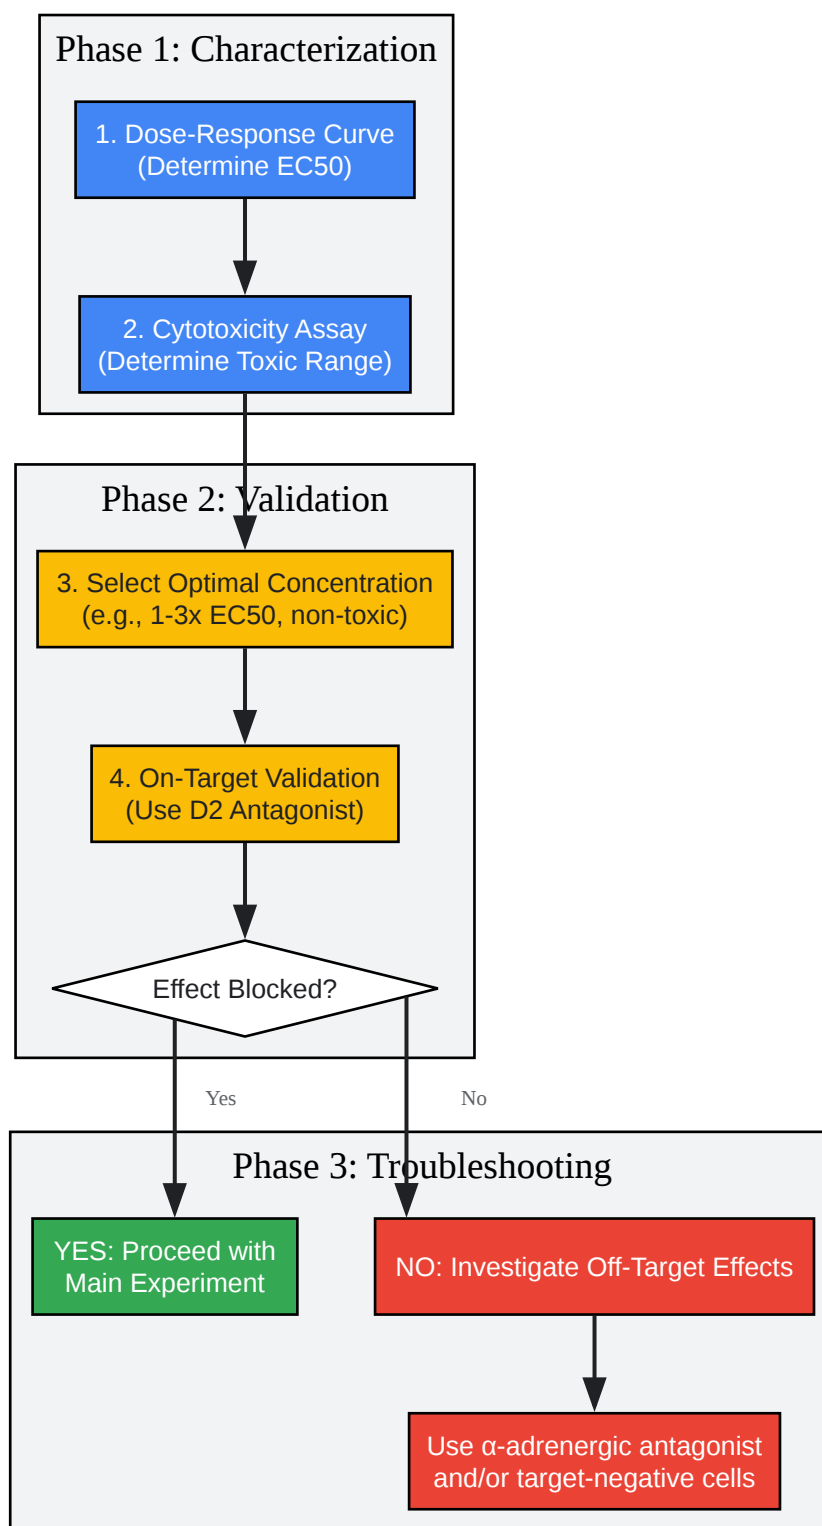 Phase 1: Characterization
1. Dose-Response Curve
(Determine EC50)
2. Cytotoxicity Assay
(Determine Toxic Range)
Phase 2: Validation
3. Select Optimal Concentration
(e.g., 1-3x EC50, non-toxic)
4. On-Target Validation
(Use D2 Antagonist)
Effect Blocked?
Yes
No
Phase 3: Troubleshooting
YES: Proceed with
Main Experiment
NO: Investigate Off-Target Effects
Use α-adrenergic antagonist
and/or target-negative cells